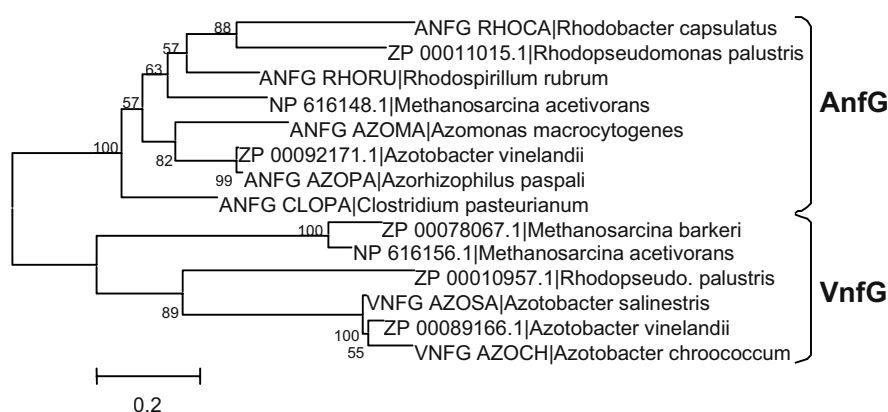 88
ANFG RHOCA|Rhodobacter capsulatus
57
ZP 00011015.1|Rhodopseudomonas palustris
63
ANFG RHORU|Rhodospirillum rubrum
57
NP 616148.1|Methanosarcina acetivorans
AnfG
ANFG AZOMA|Azomonas macrocytogenes
100
82
ZP 00092171.1|Azotobacter vinelandii
99
ANFG AZOPA|Azorhizophilus paspali
ANFG CLOPA|Clostridium pasteurianum
100
ZP 00078067.1|Methanosarcina barkeri
NP 616156.1|Methanosarcina acetivorans
ZP 00010957.1|Rhodopseudo. palustris
VnfG
89
VNFG AZOSA|Azotobacter salinestris
100
ZP 00089166.1|Azotobacter vinelandii
55
VNFG AZOCH|Azotobacter chroococcum
0.2